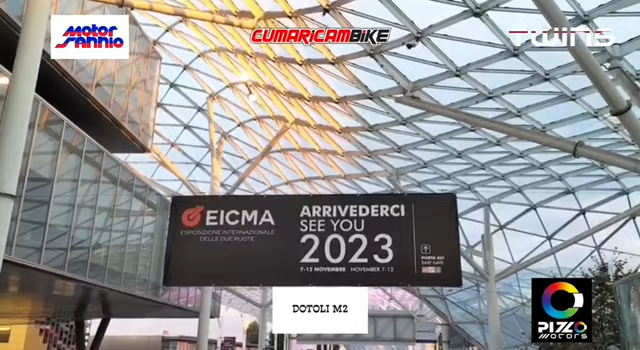 Motor
Sannio
CUMARICAMBIKE
TWINS
EICMA
ESPOSIZIONE INTERNAZIONALE
DELLE DUE RUOTE
ARRIVEDERCI
SEE YOU
2023
7-12 NOVEMBRE NOVEMBER 7-12
PORTA EST
EAST GATE
DOTOLI M2
PIZZO
motors